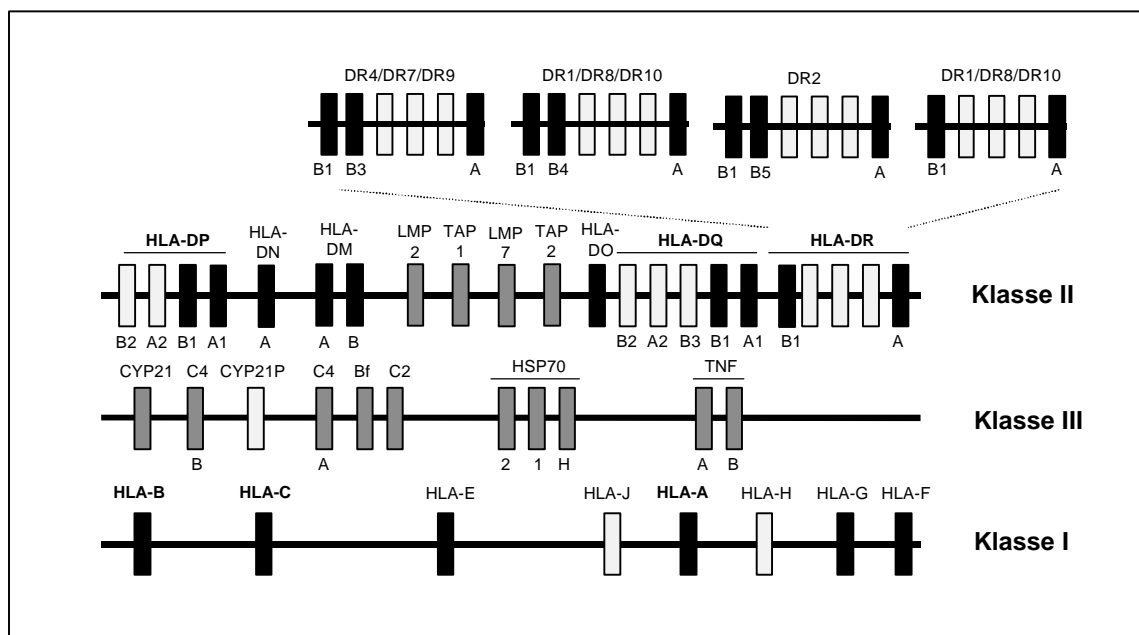 DR4/DR7/DR9 DR1/DR8/DR10 DR2 DR1/DR8/DR10
B1 B3 A B1 B4 A B1 B5 A B1 A
HLA-DP HLA-DN HLA-DM LMP 2 TAP 1 LMP 7 TAP 2 HLA-DO HLA-DQ HLA-DR
Klasse II
B2 A2 B1 A1 A A B B2 A2 B3 B1 A1 B1 A
CYP21 C4 CYP21P C4 Bf C2 HSP70 TNF
Klasse III
B A 2 1 H A B
HLA-B HLA-C HLA-E HLA-J HLA-A HLA-H HLA-G HLA-F
Klasse I